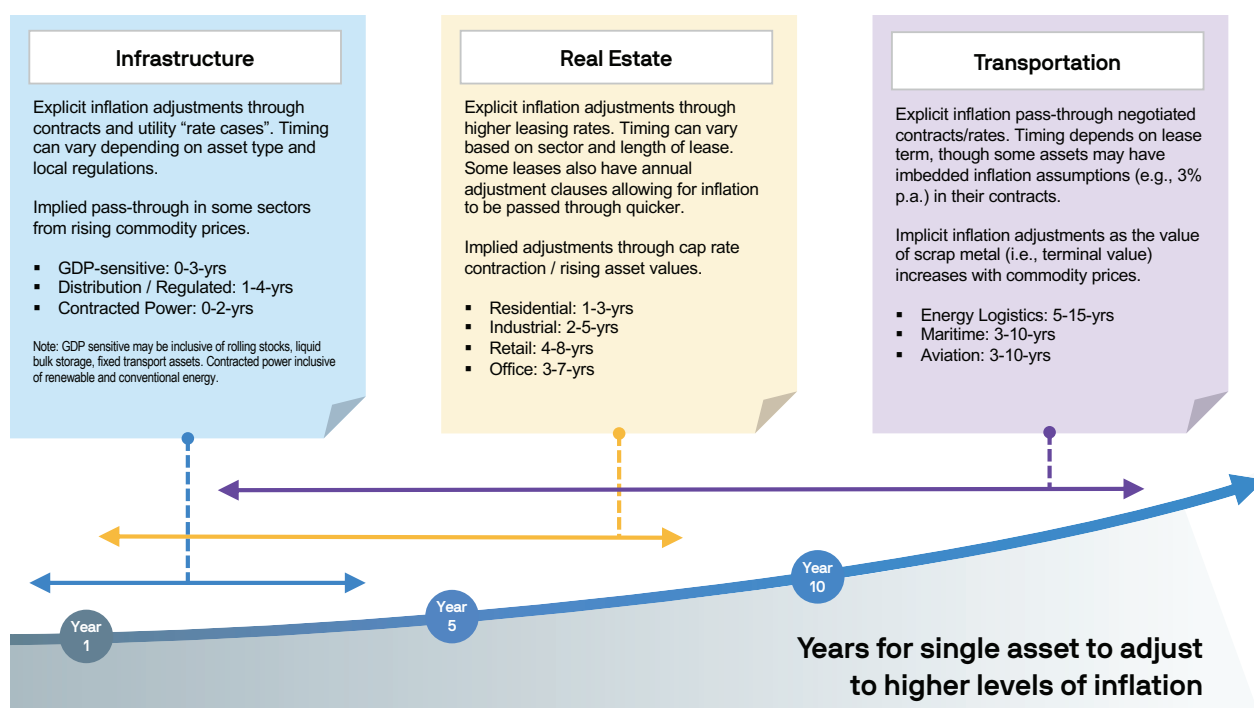 Infrastructure
Explicit inflation adjustments through
contracts and utility “rate cases”. Timing
can vary depending on asset type and
local regulations.
Implied pass-through in some sectors
from rising commodity prices.
▪ GDP-sensitive: 0-3-yrs
▪ Distribution / Regulated: 1-4-yrs
▪ Contracted Power: 0-2-yrs
Note: GDP sensitive may be inclusive of rolling stocks, liquid
bulk storage, fixed transport assets. Contracted power inclusive
of renewable and conventional energy.
Real Estate
Explicit inflation adjustments through
higher leasing rates. Timing can vary
based on sector and length of lease.
Some leases also have annual
adjustment clauses allowing for inflation
to be passed through quicker.
Implied adjustments through cap rate
contraction / rising asset values.
▪ Residential: 1-3-yrs
▪ Industrial: 2-5-yrs
▪ Retail: 4-8-yrs
▪ Office: 3-7-yrs
Transportation
Explicit inflation pass-through negotiated
contracts/rates. Timing depends on lease
term, though some assets may have
imbedded inflation assumptions (e.g., 3%
p.a.) in their contracts.
Implicit inflation adjustments as the value
of scrap metal (i.e., terminal value)
increases with commodity prices.
▪ Energy Logistics: 5-15-yrs
▪ Maritime: 3-10-yrs
▪ Aviation: 3-10-yrs
Year
1
Year
5
Year
10
Years for single asset to adjust
to higher levels of inflation